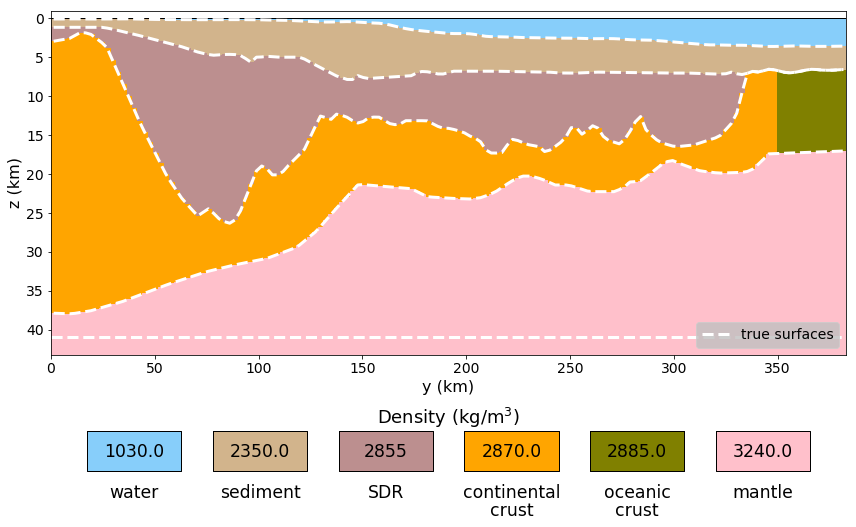 0
5
10
15
20
25
30
35
40
z (km)
true surfaces
0 50 100 150 200 250 300 350
y (km)
Density (kg/m³)
1030.0 2350.0 2855 2870.0 2885.0 3240.0
water sediment SDR continental oceanic mantle
crust crust